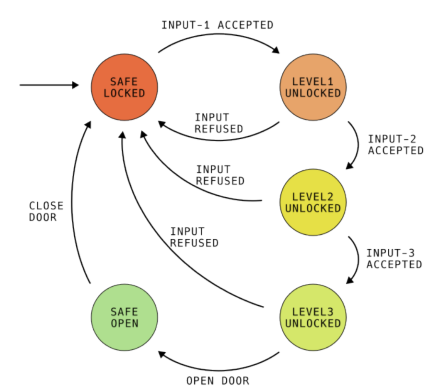 INPUT-1 ACCEPTED
SAFE
LOCKED
LEVEL1
UNLOCKED
INPUT
REFUSED
INPUT-2
ACCEPTED
INPUT
REFUSED
LEVEL2
UNLOCKED
CLOSE
DOOR
INPUT
REFUSED
INPUT-3
ACCEPTED
SAFE
OPEN
LEVEL3
UNLOCKED
OPEN DOOR